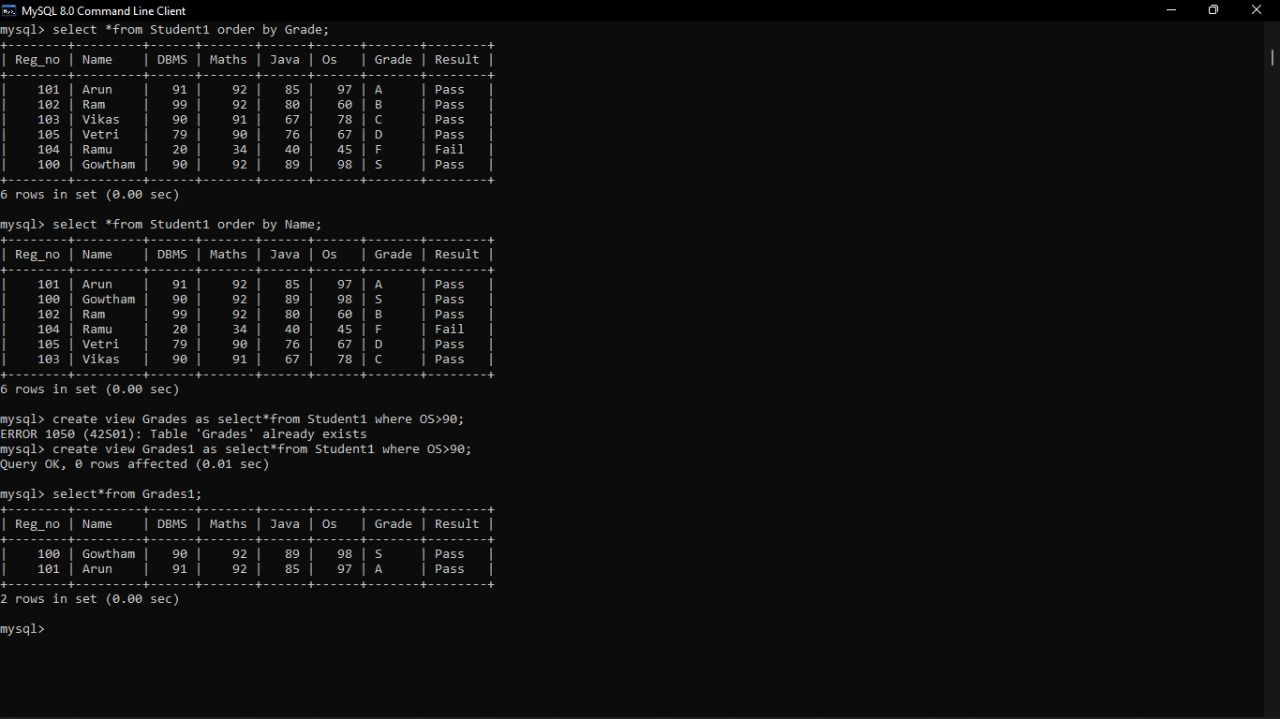 MySQL 8.0 Command Line Client
mysql> select *from Student1 order by Grade;
+--------+---------+------+-------+------+------+-------+--------+
| Reg_no | Name    | DBMS | Maths | Java | Os   | Grade | Result |
+--------+---------+------+-------+------+------+-------+--------+
|    101 | Arun    |   91 |    92 |   85 |   97 | A     | Pass   |
|    102 | Ram     |   99 |    92 |   80 |   60 | B     | Pass   |
|    103 | Vikas   |   90 |    91 |   67 |   78 | C     | Pass   |
|    105 | Vetri   |   79 |    90 |   76 |   67 | D     | Pass   |
|    104 | Ramu    |   20 |    34 |   40 |   45 | F     | Fail   |
|    100 | Gowtham |   90 |    92 |   89 |   98 | S     | Pass   |
+--------+---------+------+-------+------+------+-------+--------+
6 rows in set (0.00 sec)
mysql> select *from Student1 order by Name;
+--------+---------+------+-------+------+------+-------+--------+
| Reg_no | Name    | DBMS | Maths | Java | Os   | Grade | Result |
+--------+---------+------+-------+------+------+-------+--------+
|    101 | Arun    |   91 |    92 |   85 |   97 | A     | Pass   |
|    100 | Gowtham |   90 |    92 |   89 |   98 | S     | Pass   |
|    102 | Ram     |   99 |    92 |   80 |   60 | B     | Pass   |
|    104 | Ramu    |   20 |    34 |   40 |   45 | F     | Fail   |
|    105 | Vetri   |   79 |    90 |   76 |   67 | D     | Pass   |
|    103 | Vikas   |   90 |    91 |   67 |   78 | C     | Pass   |
+--------+---------+------+-------+------+------+-------+--------+
6 rows in set (0.00 sec)
mysql> create view Grades as select*from Student1 where OS>90;
ERROR 1050 (42S01): Table 'Grades' already exists
mysql> create view Grades1 as select*from Student1 where OS>90;
Query OK, 0 rows affected (0.01 sec)
mysql> select*from Grades1;
+--------+---------+------+-------+------+------+-------+--------+
| Reg_no | Name    | DBMS | Maths | Java | Os   | Grade | Result |
+--------+---------+------+-------+------+------+-------+--------+
|    100 | Gowtham |   90 |    92 |   89 |   98 | S     | Pass   |
|    101 | Arun    |   91 |    92 |   85 |   97 | A     | Pass   |
+--------+---------+------+-------+------+------+-------+--------+
2 rows in set (0.00 sec)
mysql>